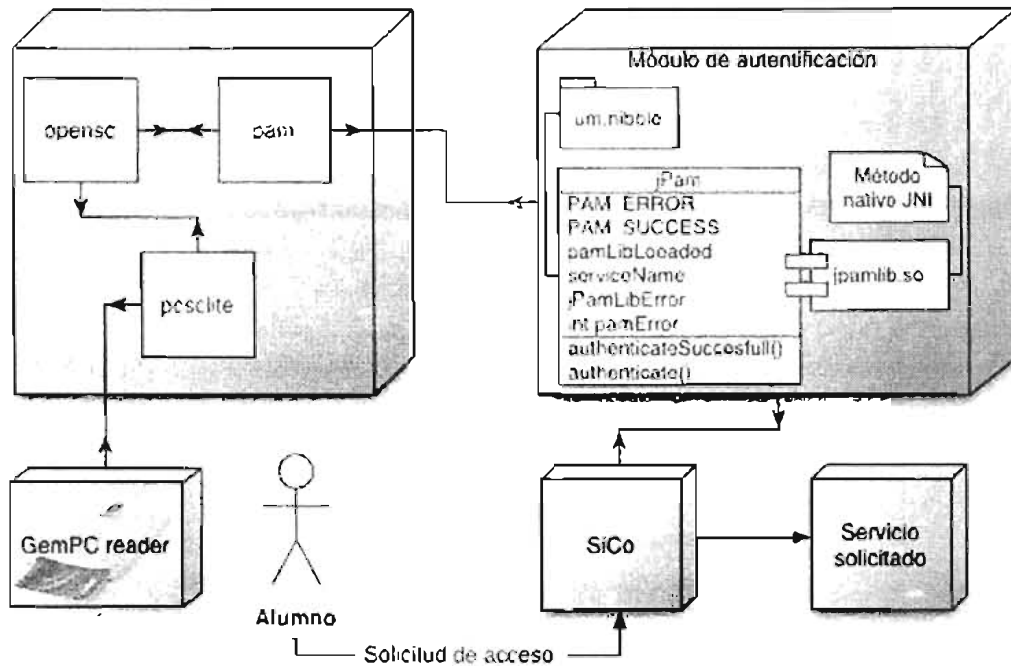 opensc
pam
pcsclite
GemPC reader
Alumno
Solicitud de acceso
Módulo de autentificación
um.nibble
jPam
PAM_ERROR
PAM_SUCCESS
pamLibLoeaded
serviceName
jPamLibError
int pamError
authenticateSuccesfull()
authenticate()
Método
nativo JNI
jpamlib.so
SiCo
Servicio
solicitado